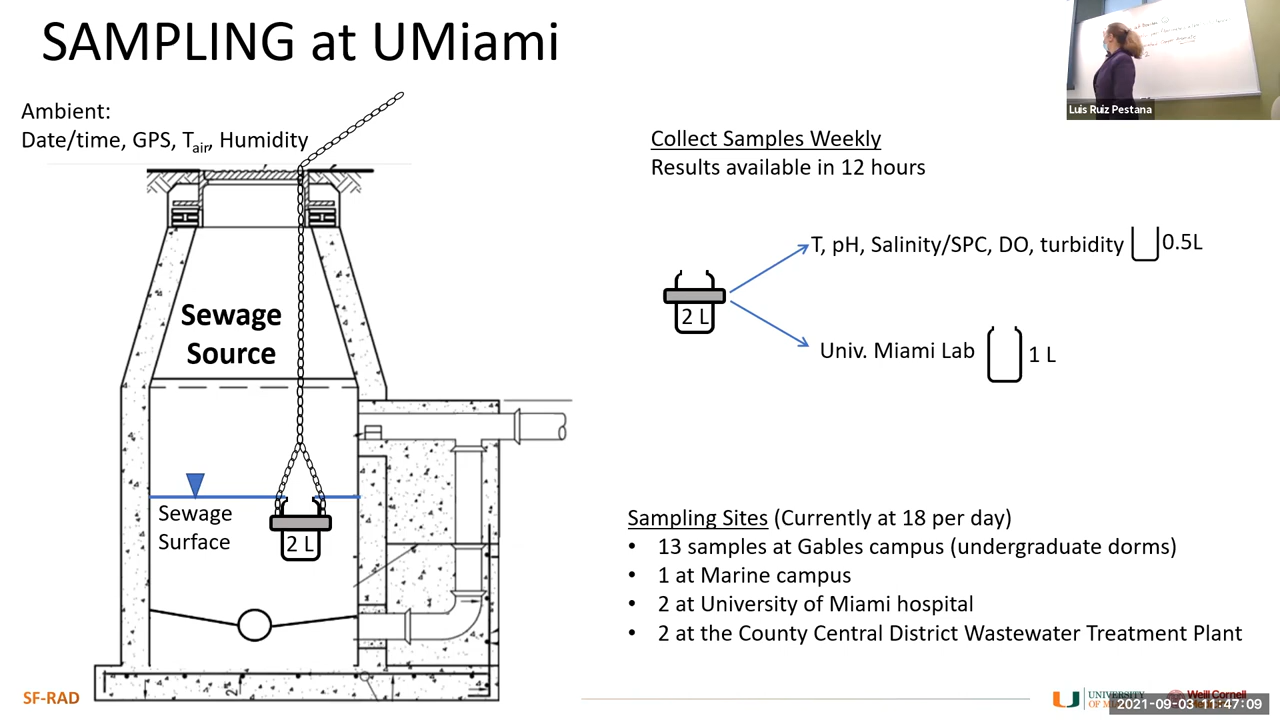 SAMPLING at UMiami
Luis Ruiz Pestana
Ambient:
Date/time, GPS, Tair, Humidity
Collect Samples Weekly
Results available in 12 hours
T, pH, Salinity/SPC, DO, turbidity
0.5L
2 L
Univ. Miami Lab
1 L
Sewage
Source
Sewage
Surface
2 L
Sampling Sites (Currently at 18 per day)
• 13 samples at Gables campus (undergraduate dorms)
• 1 at Marine campus
• 2 at University of Miami hospital
• 2 at the County Central District Wastewater Treatment Plant
SF-RAD
UNIVERSITY
Weill Cornell
2021-09-03 11:47:09